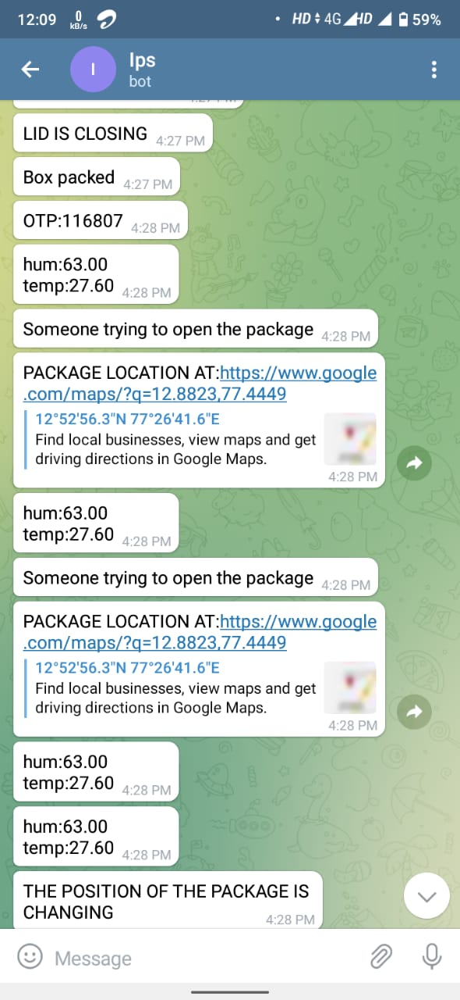 12:09 0 kB/s HD 4G HD 59%
I Ips
bot
LID IS CLOSING 4:27 PM
Box packed 4:27 PM
OTP:116807 4:28 PM
hum:63.00
temp:27.60 4:28 PM
Someone trying to open the package 4:28 PM
PACKAGE LOCATION AT:https://www.google
.com/maps/?q=12.8823,77.4449
12°52'56.3"N 77°26'41.6"E
Find local businesses, view maps and get
driving directions in Google Maps.
4:28 PM
hum:63.00
temp:27.60 4:28 PM
Someone trying to open the package 4:28 PM
PACKAGE LOCATION AT:https://www.google
.com/maps/?q=12.8823,77.4449
12°52'56.3"N 77°26'41.6"E
Find local businesses, view maps and get
driving directions in Google Maps.
4:28 PM
hum:63.00
temp:27.60 4:28 PM
hum:63.00
temp:27.60 4:28 PM
THE POSITION OF THE PACKAGE IS
CHANGING 4:28 PM
Message